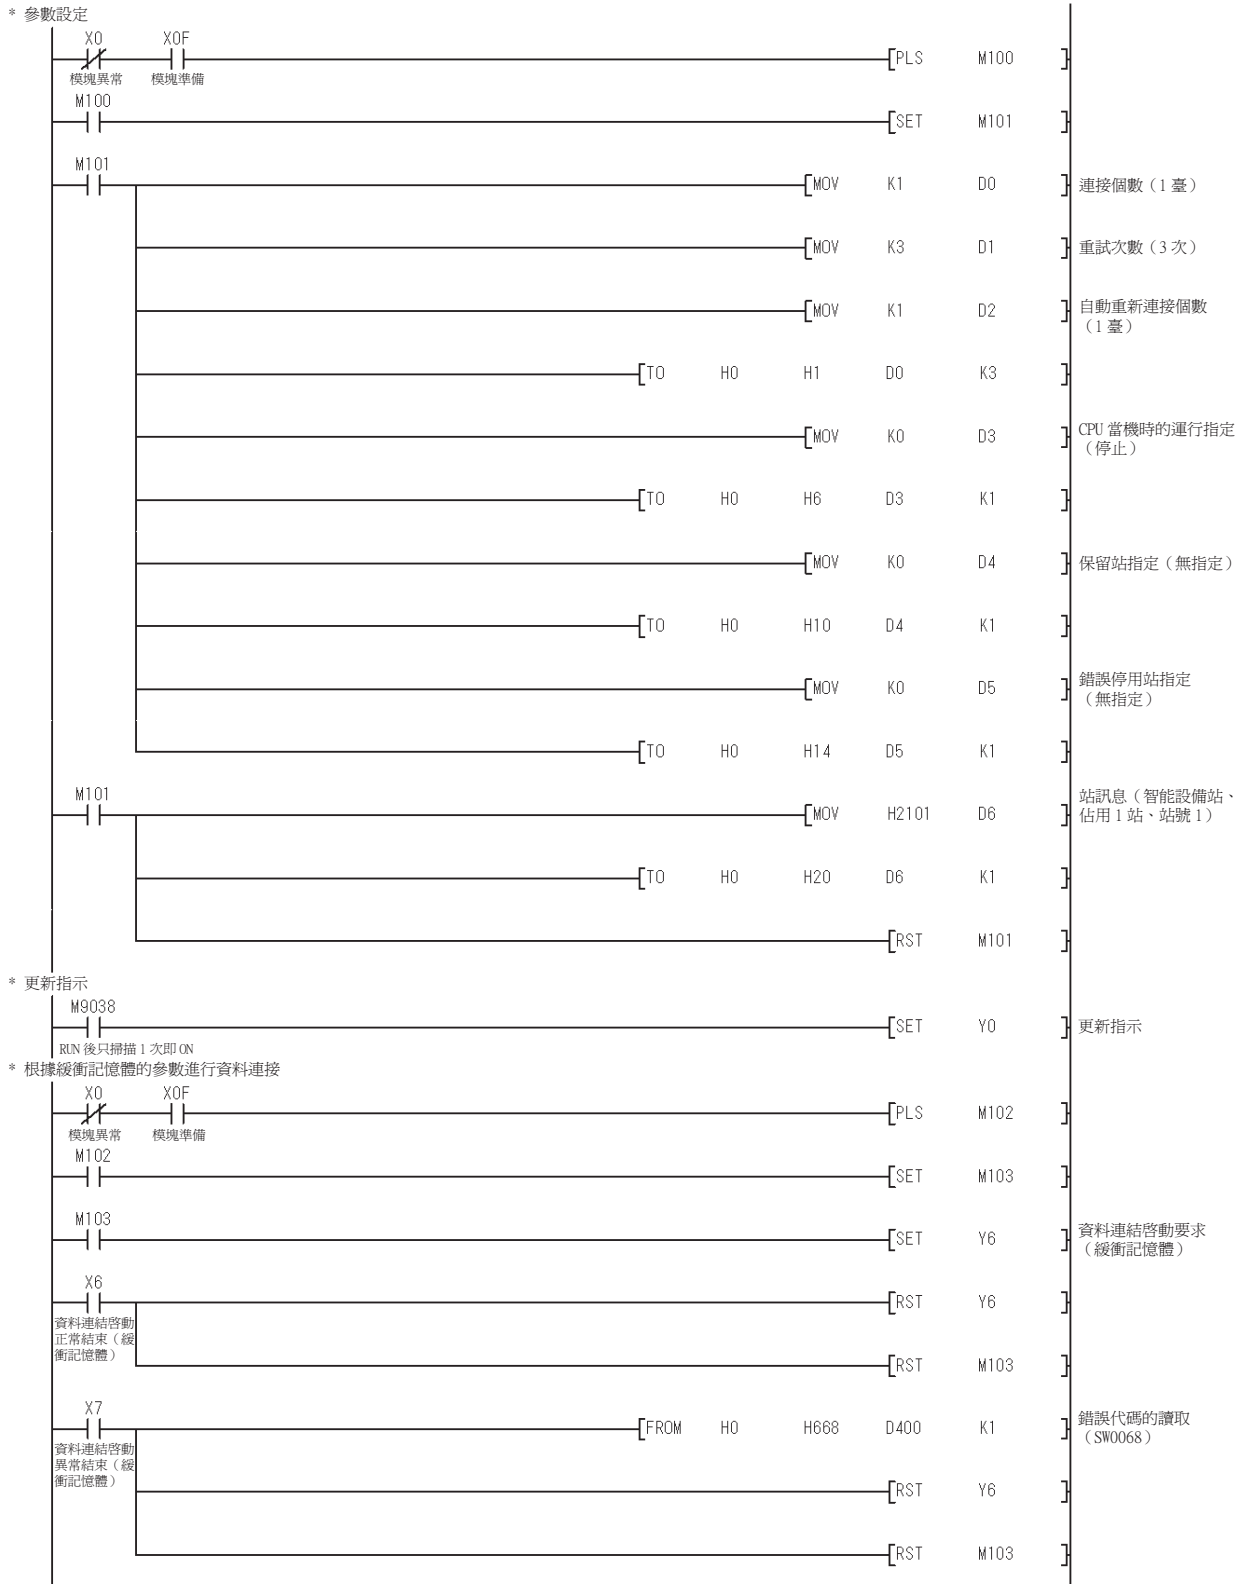 * 參數設定
X0 X0F
PLS M100
模塊異常 模塊準備
M100
SET M101
M101
MOV K1 D0 連接個數（1 臺）
MOV K3 D1 重試次數（3 次）
MOV K1 D2 自動重新連接個數
（1 臺）
TO H0 H1 D0 K3
MOV K0 D3 CPU 當機時的運行指定
（停止）
TO H0 H6 D3 K1
MOV K0 D4 保留站指定（無指定）
TO H0 H10 D4 K1
MOV K0 D5 錯誤停用站指定
（無指定）
TO H0 H14 D5 K1
M101
MOV H2101 D6 站訊息（智能設備站、
佔用 1 站、站號 1）
TO H0 H20 D6 K1
RST M101
* 更新指示
M9038
SET Y0 更新指示
RUN 後只掃描 1 次即 ON
* 根據緩衝記憶體的參數進行資料連接
X0 X0F
PLS M102
模塊異常 模塊準備
M102
SET M103
M103
SET Y6 資料連結啓動要求
（緩衝記憶體）
X6
RST Y6
資料連結啓動
正常結束（緩
衝記憶體）
RST M103
X7
FROM H0 H668 D400 K1 錯誤代碼的讀取
（SW0068）
資料連結啓動
異常結束（緩
衝記憶體）
RST Y6
RST M103